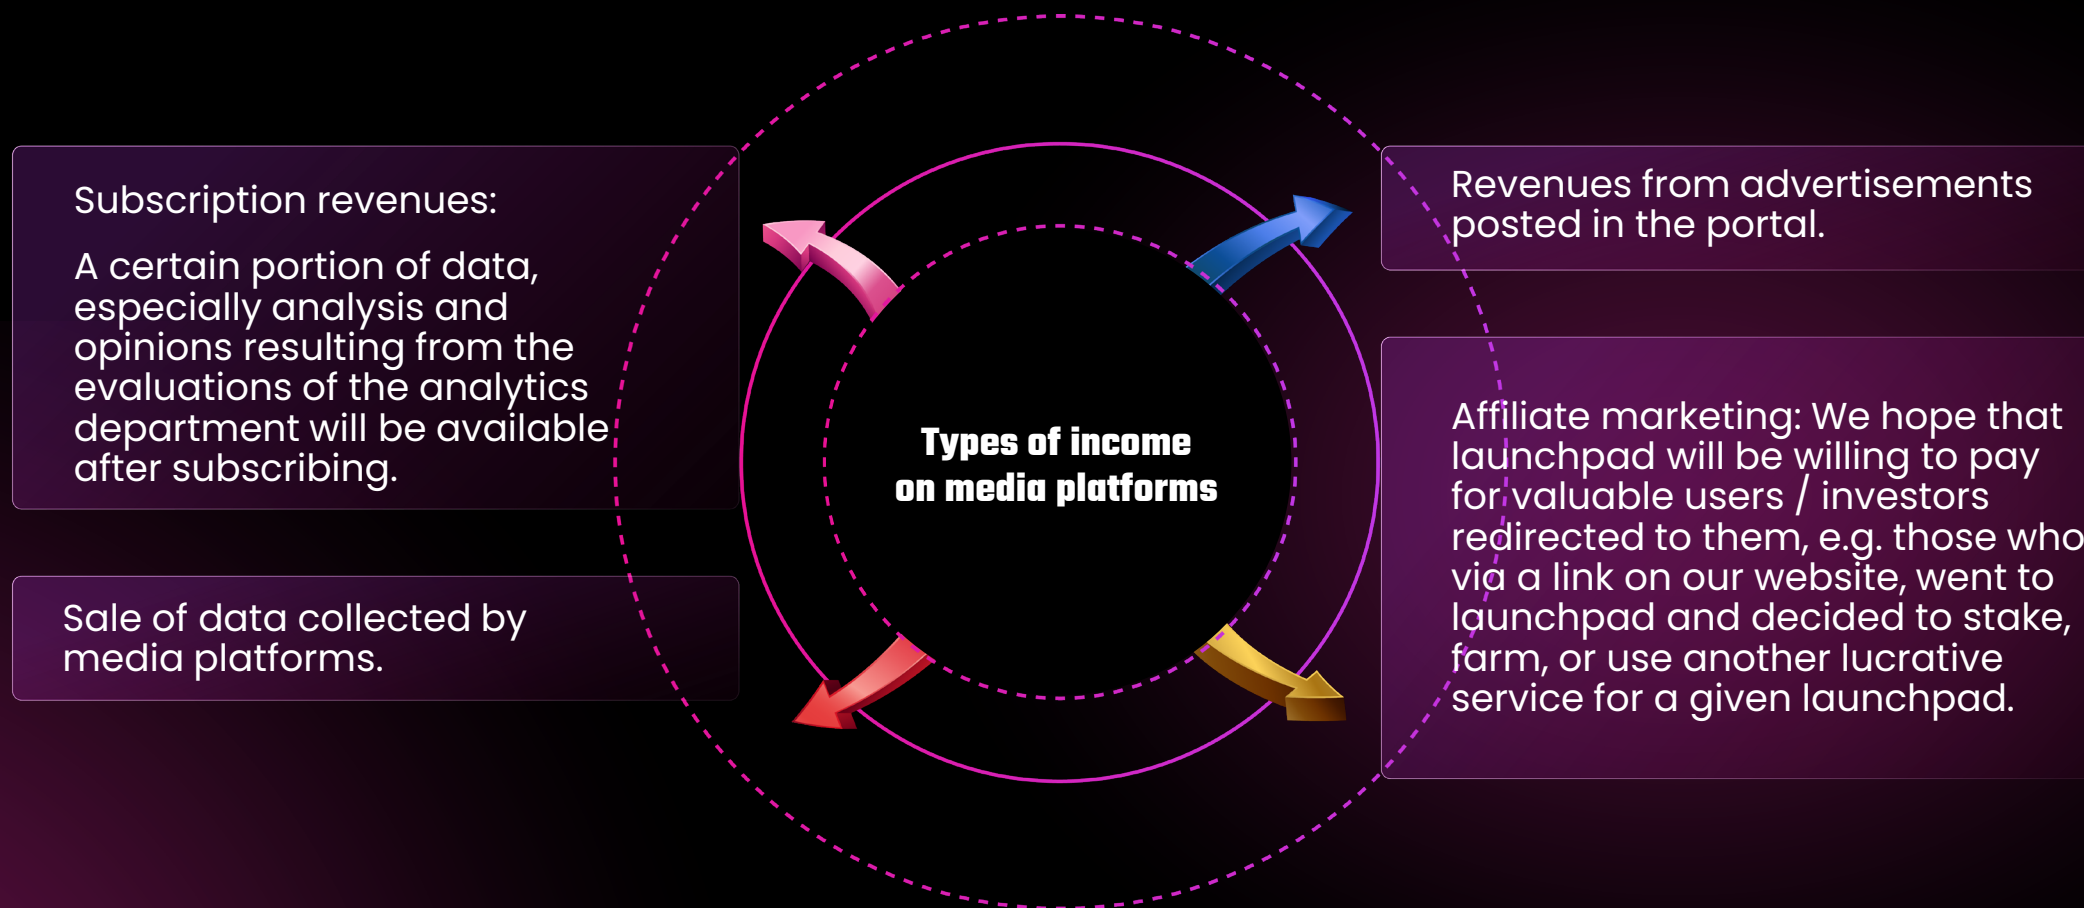 Subscription revenues:
A certain portion of data,
especially analysis and
opinions resulting from the
evaluations of the analytics
department will be available
after subscribing.
Sale of data collected by
media platforms.
Types of income
on media platforms
Revenues from advertisements
posted in the portal.
Affiliate marketing: We hope that
launchpad will be willing to pay
for valuable users / investors
redirected to them, e.g. those who
via a link on our website, went to
launchpad and decided to stake,
farm, or use another lucrative
service for a given launchpad.